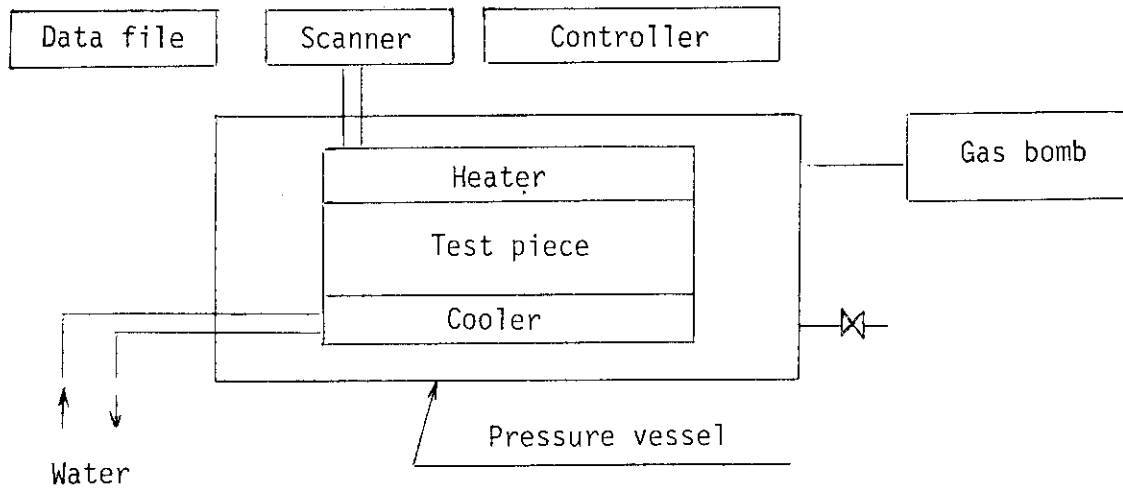 Data file
Scanner
Controller
Gas bomb
Heater
Test piece
Cooler
Pressure vessel
Water